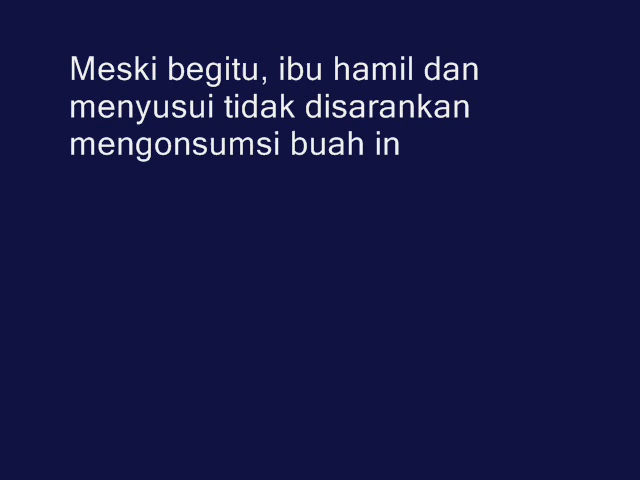 Meski begitu, ibu hamil dan
menyusui tidak disarankan
mengonsumsi buah in